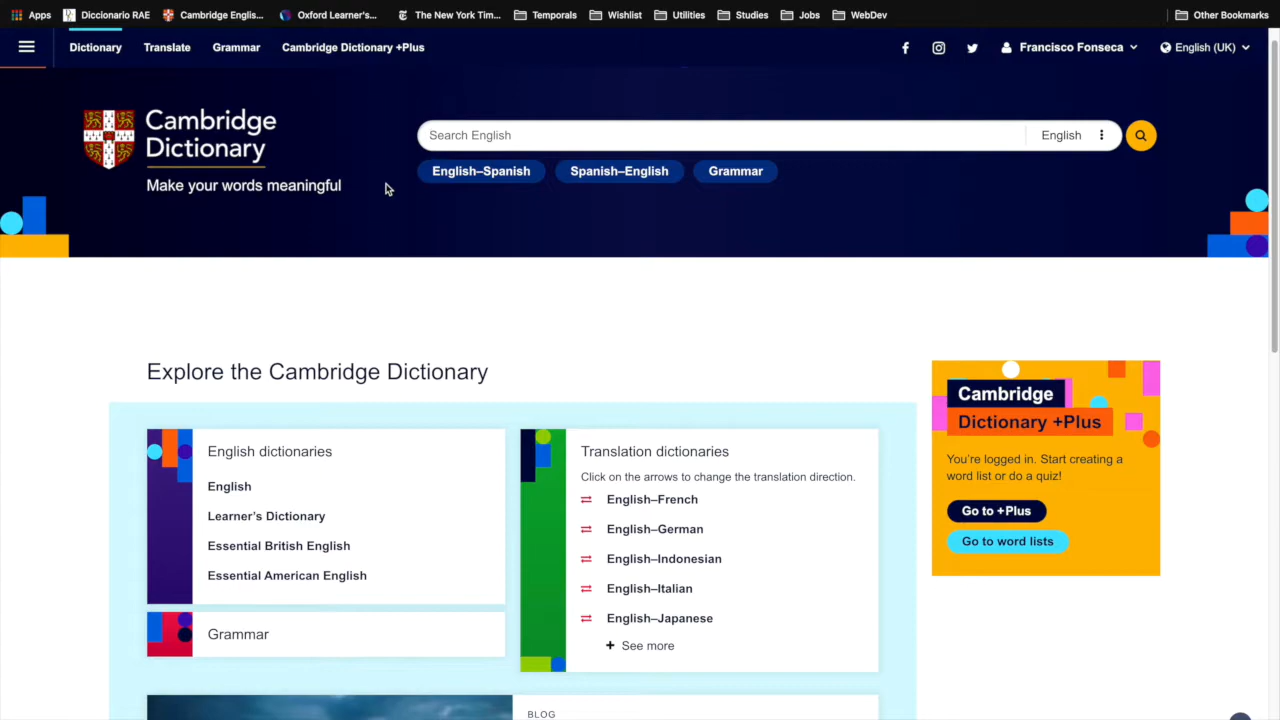 Apps Diccionario RAE Cambridge Englis... Oxford Learner's... The New York Tim... Temporals Wishlist Utilities Studies Jobs WebDev Other Bookmarks
Dictionary Translate Grammar Cambridge Dictionary +Plus Francisco Fonseca English (UK)
Cambridge
Dictionary
Make your words meaningful
Search English English
English–Spanish Spanish–English Grammar
Explore the Cambridge Dictionary
English dictionaries
English
Learner's Dictionary
Essential British English
Essential American English
Grammar
Translation dictionaries
Click on the arrows to change the translation direction.
English–French
English–German
English–Indonesian
English–Italian
English–Japanese
+ See more
Cambridge
Dictionary +Plus
You're logged in. Start creating a
word list or do a quiz!
Go to +Plus
Go to word lists
BLOG